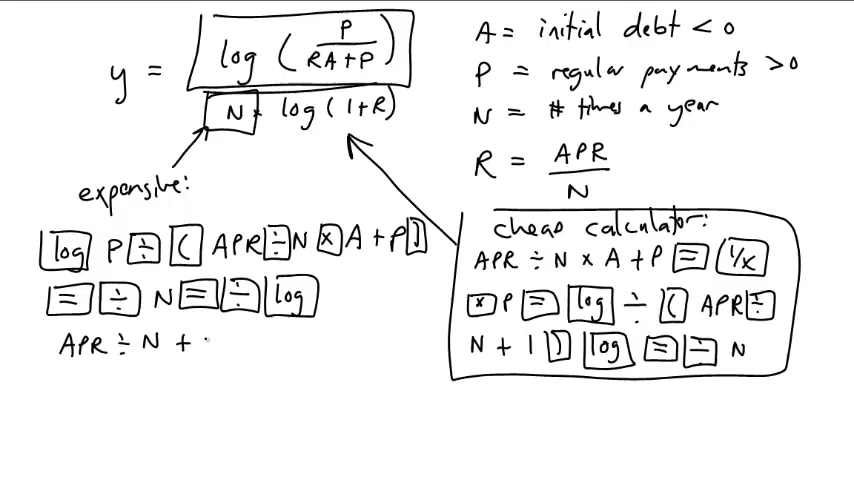 y = log ( P / RA + P ) / N · log ( 1 + R )
A = initial debt < 0
P = regular payments > 0
N = # times a year
R = APR / N
expensive:
log P ÷ ( APR ÷ N × A + P )
= ÷ N = ÷ log
APR ÷ N +
cheap calculator:
APR ÷ N × A + P = 1/x
× P = log ÷ ( APR ÷
N + 1 ) log = ÷ N